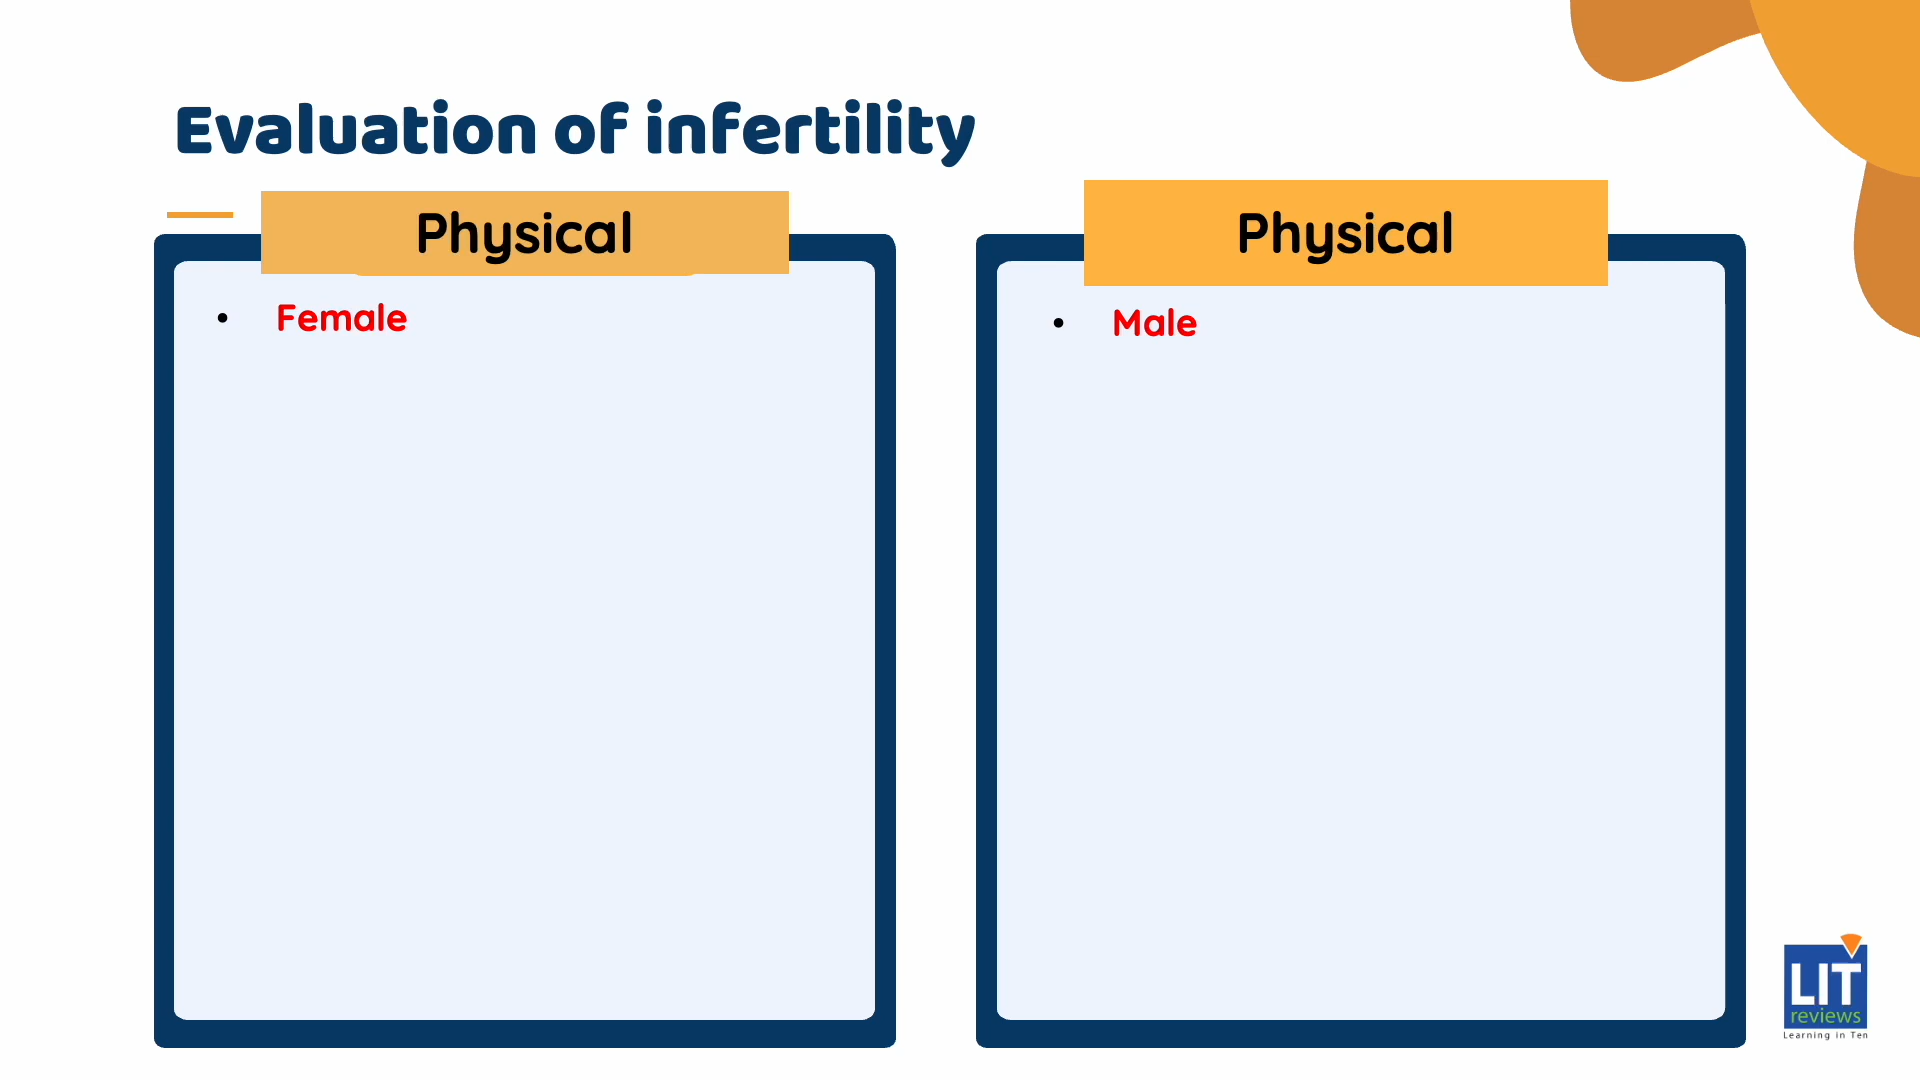 Evaluation of infertility
Physical
• Female
Physical
• Male
LIT
reviews
Learning in Ten